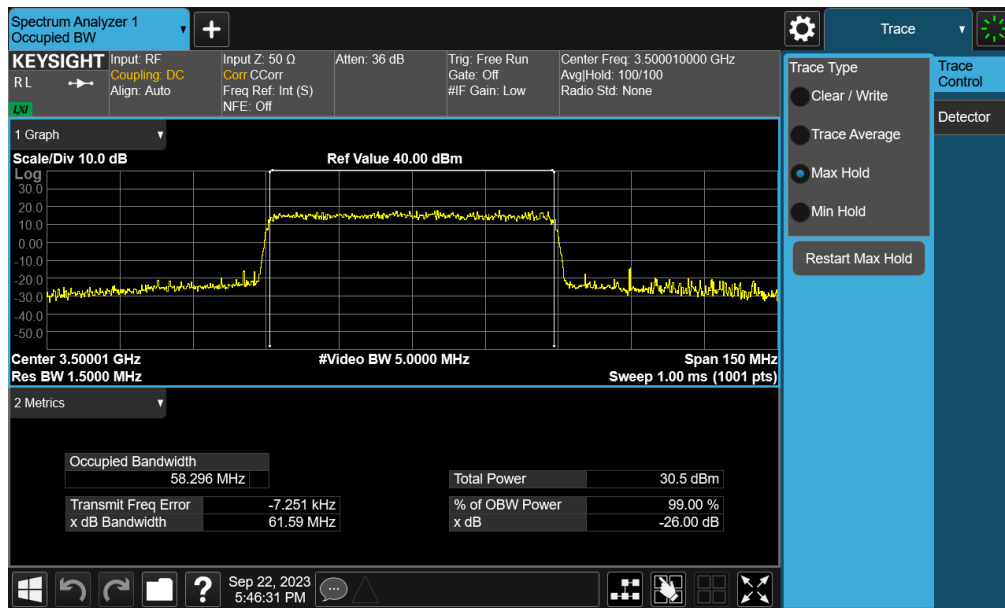 Spectrum Analyzer 1
Occupied BW
Trace
KEYSIGHT
R L
LXI
Input: RF
Coupling: DC
Align: Auto
Input Z: 50 Ω
Corr CCorr
Freq Ref: Int (S)
NFE: Off
Atten: 36 dB
Trig: Free Run
Gate: Off
#IF Gain: Low
Center Freq: 3.500010000 GHz
Avg|Hold: 100/100
Radio Std: None
Trace Type
Clear / Write
Trace Average
Max Hold
Min Hold
Restart Max Hold
Trace
Control
Detector
1 Graph
Scale/Div 10.0 dB
Ref Value 40.00 dBm
Log
30.0
20.0
10.0
0.00
-10.0
-20.0
-30.0
-40.0
-50.0
Center 3.50001 GHz
#Video BW 5.0000 MHz
Span 150 MHz
Res BW 1.5000 MHz
Sweep 1.00 ms (1001 pts)
2 Metrics
Occupied Bandwidth
58.296 MHz
Total Power 30.5 dBm
Transmit Freq Error -7.251 kHz
% of OBW Power 99.00 %
x dB Bandwidth 61.59 MHz
x dB -26.00 dB
?
Sep 22, 2023
5:46:31 PM